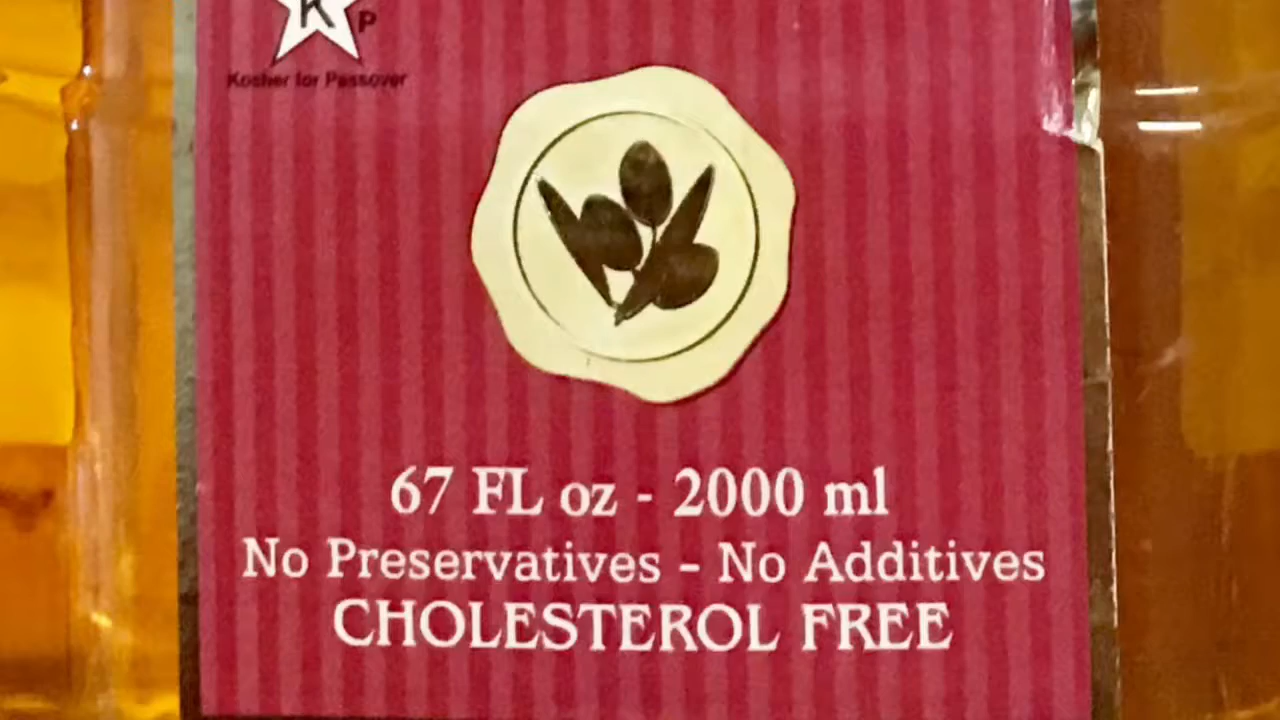 K P
Kosher for Passover
67 FL oz - 2000 ml
No Preservatives - No Additives
CHOLESTEROL FREE